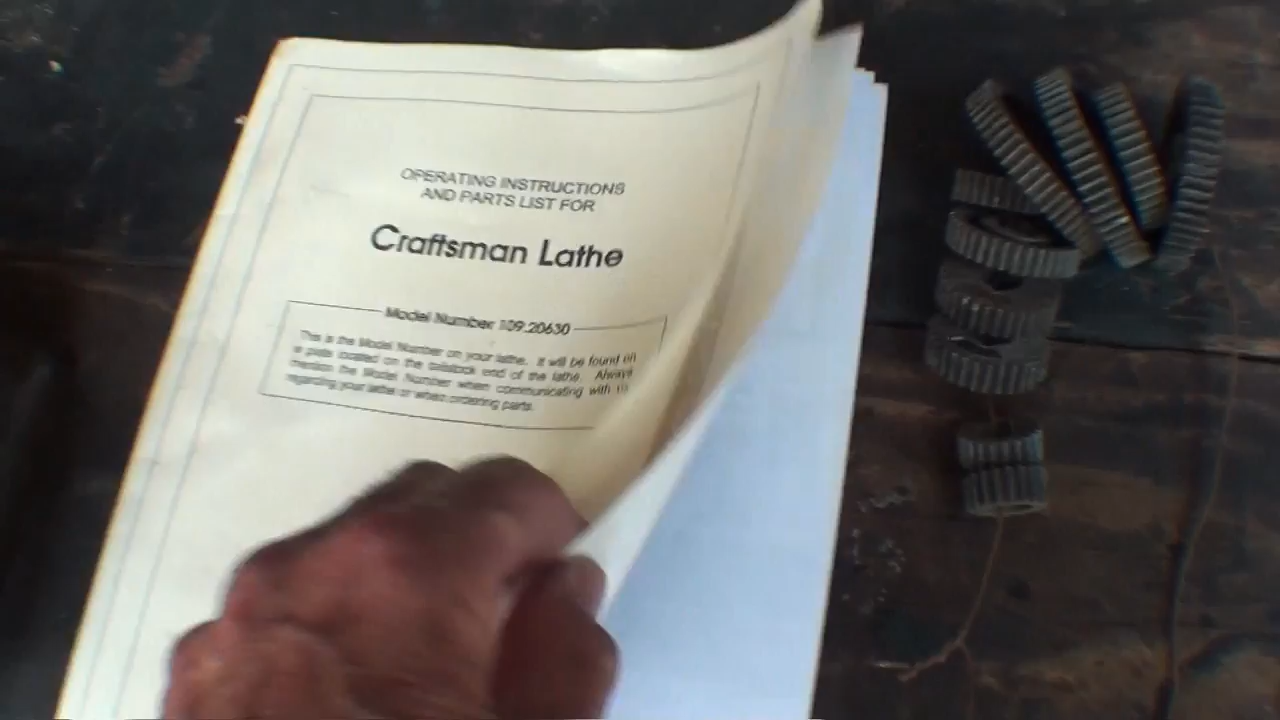 OPERATING INSTRUCTIONS
AND PARTS LIST FOR
Craftsman Lathe
Model Number 109.20630
This is the Model Number on your lathe. It will be found on
a plate located on the tailstock end of the lathe. Always
mention the Model Number when communicating with us
regarding your lathe or when ordering parts.